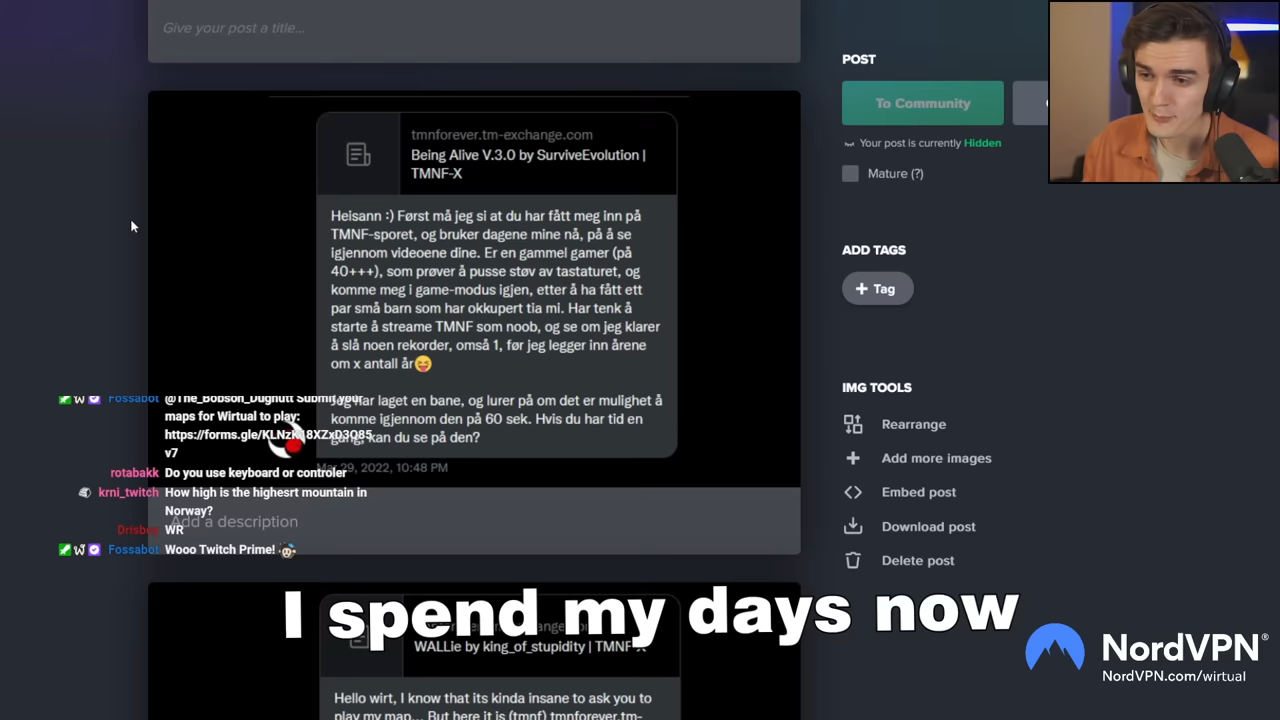 Give your post a title...
POST
To Community
Your post is currently Hidden
Mature (?)
tmnforever.tm-exchange.com
Being Alive V.3.0 by SurviveEvolution |
TMNF-X
Heisann :) Først må jeg si at du har fått meg inn på
TMNF-sporet, og bruker dagene mine nå, på å se
igjennom videoene dine. Er en gammel gamer (på
40+++), som prøver å pusse støv av tastaturet, og
komme meg i game-modus igjen, etter å ha fått ett
par små barn som har okkupert tia mi. Har tenk å
starte å streame TMNF som noob, og se om jeg klarer
å slå noen rekorder, omså 1, før jeg legger inn årene
om x antall år
Jeg har laget en bane, og lurer på om det er mulighet å
komme igjennom den på 60 sek. Hvis du har tid en
gang, kan du se på den?
Mar 29, 2022, 10:48 PM
Add a description
ADD TAGS
+ Tag
IMG TOOLS
Rearrange
Add more images
Embed post
Download post
Delete post
Fossabot @The_Bobson_Dugnutt Submit your
maps for Wirtual to play:
v7
rotabakk Do you use keyboard or controler
krni_twitch How high is the highesrt mountain in
Norway?
WR
Fossabot Wooo Twitch Prime!
I spend my days now
WALLie by king_of_stupidity | TMNF-X
Hello wirt, I know that its kinda insane to ask you to
play my map... But here it is (tmnf) tmnforever.tm-
NordVPN®
NordVPN.com/wirtual